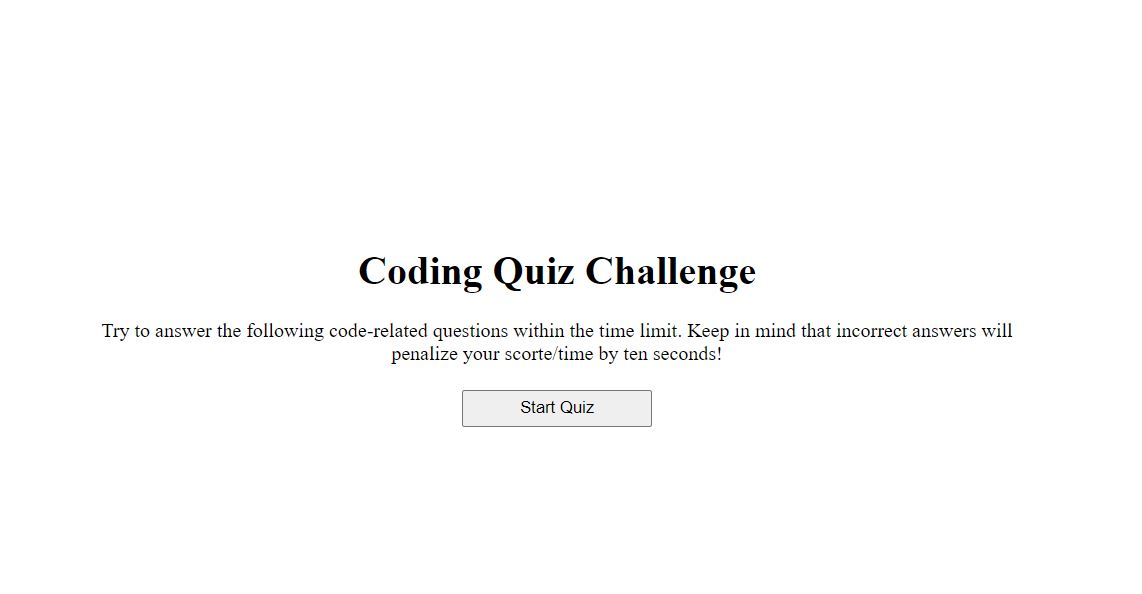 Coding Quiz Challenge
Try to answer the following code-related questions within the time limit. Keep in mind that incorrect answers will
penalize your scorte/time by ten seconds!
Start Quiz